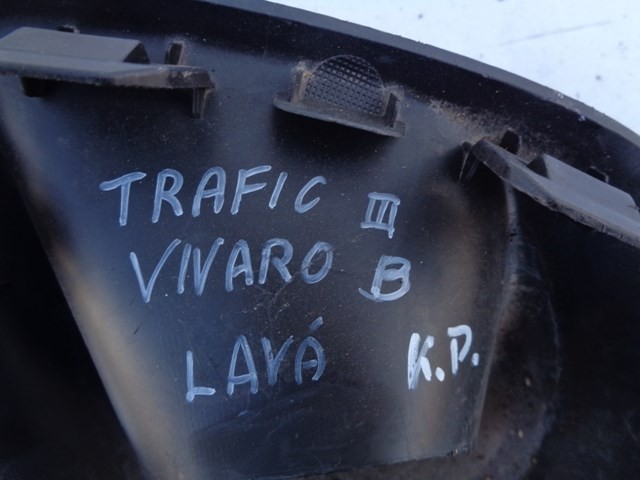 TRAFIC III
VIVARO B
LAVÁ K.P.